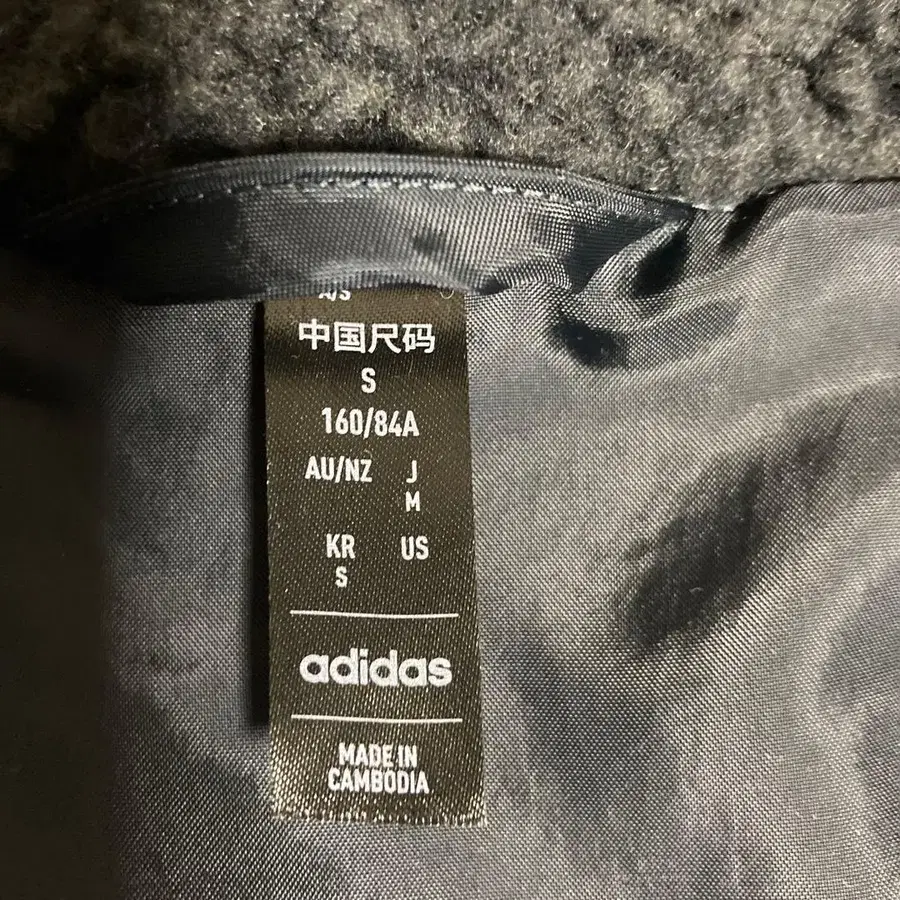 A/S
中国尺码
S
160/84A
AU/NZ J
M
KR US
S
adidas
MADE IN
CAMBODIA